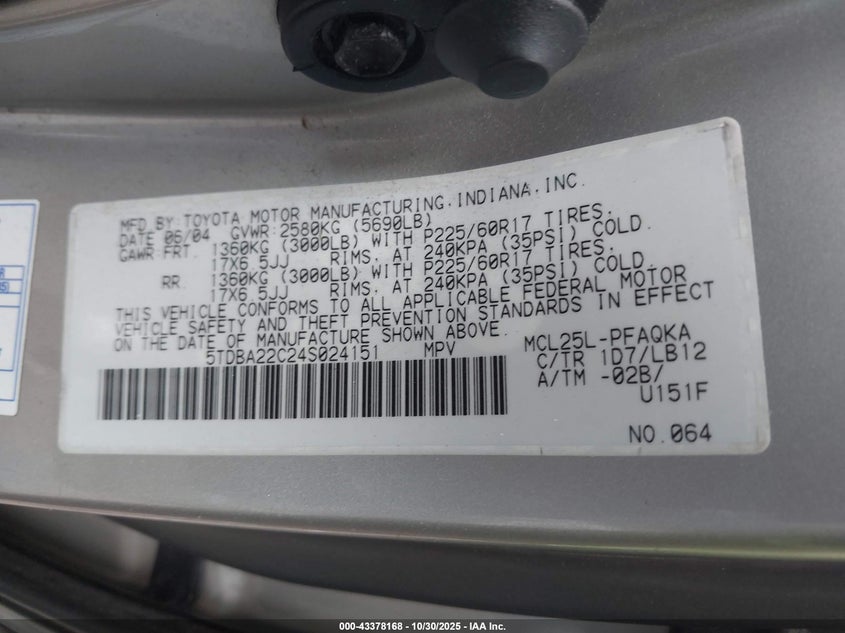 MFD.BY:TOYOTA MOTOR MANUFACTURING,INDIANA,INC.
DATE 06/04 GVWR:2580KG (5690LB)
GAWR FRT. 1360KG (3000LB) WITH P225/60R17 TIRES.
17X6.5JJ RIMS. AT 240KPA (35PSI) COLD.
RR. 1360KG (3000LB) WITH P225/60R17 TIRES.
17X6.5JJ RIMS. AT 240KPA (35PSI) COLD.
THIS VEHICLE CONFORMS TO ALL APPLICABLE FEDERAL MOTOR
VEHICLE SAFETY AND THEFT PREVENTION STANDARDS IN EFFECT
ON THE DATE OF MANUFACTURE SHOWN ABOVE.
5TDBA22C24S024151 MPV
MCL25L-PFAQKA
C/TR 1D7/LB12
A/TM -02B/
U151F
NO.064
000-43378168 • 10/30/2025 • IAA Inc.